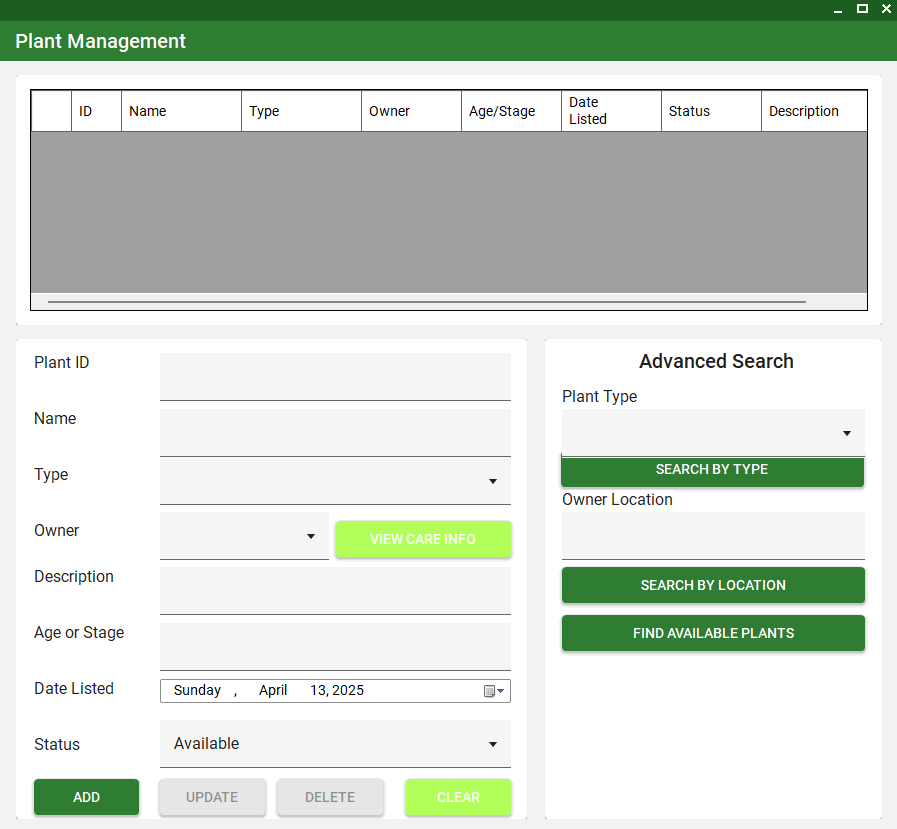 Plant Management
ID Name Type Owner Age/Stage Date Listed Status Description
Plant ID
Name
Type
Owner
VIEW CARE INFO
Description
Age or Stage
Date Listed
Sunday , April 13, 2025
Status
Available
ADD UPDATE DELETE CLEAR
Advanced Search
Plant Type
SEARCH BY TYPE
Owner Location
SEARCH BY LOCATION
FIND AVAILABLE PLANTS